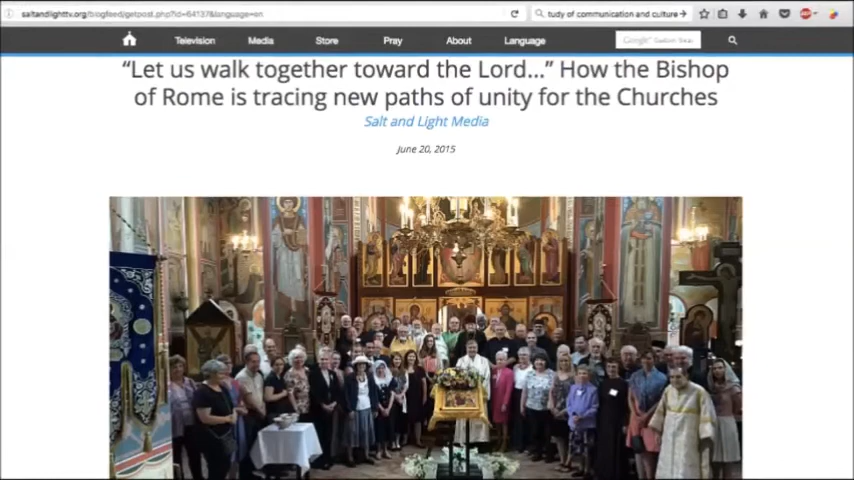 saltandlighttv.org/blogfeed/getpost.php?id=64137&language=en
tudy of communication and culture
Television Media Store Pray About Language
Google
“Let us walk together toward the Lord…” How the Bishop
of Rome is tracing new paths of unity for the Churches
Salt and Light Media
June 20, 2015